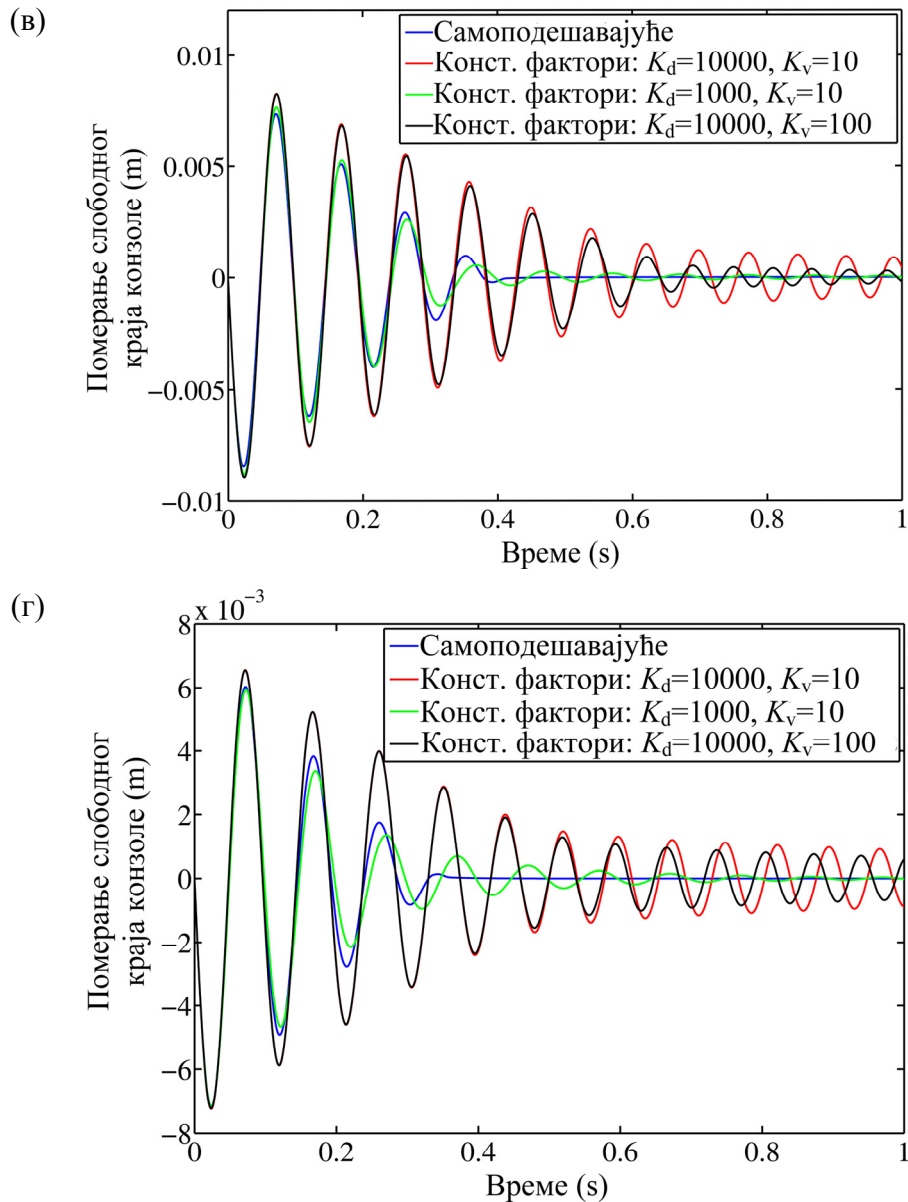 (в)
0.01
0.005
0
−0.005
−0.01
Померање слободног
краја конзоле (m)
Самоподешавајуће
Конст. фактори: Kd=10000, Kv=10
Конст. фактори: Kd=1000, Kv=10
Конст. фактори: Kd=10000, Kv=100
0 0.2 0.4 0.6 0.8 1
Време (s)
(г)
x 10−3
8
6
4
2
0
−2
−4
−6
−8
Померање слободног
краја конзоле (m)
Самоподешавајуће
Конст. фактори: Kd=10000, Kv=10
Конст. фактори: Kd=1000, Kv=10
Конст. фактори: Kd=10000, Kv=100
0 0.2 0.4 0.6 0.8 1
Време (s)